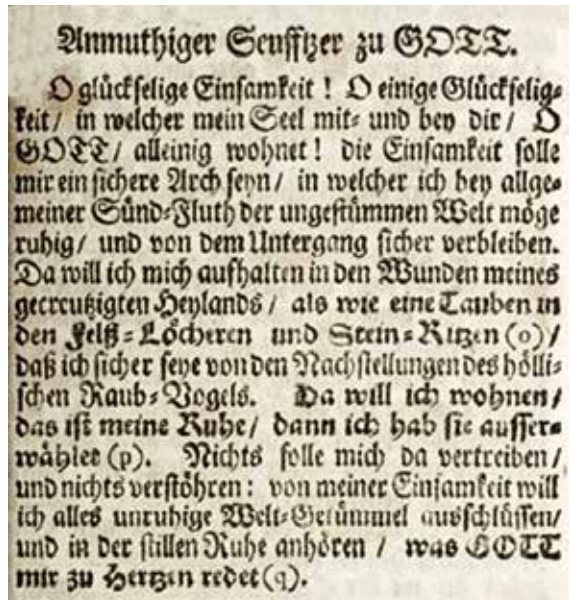 Anmuthiger Seuffzer zu GOTT.
O glückselige Einsamkeit! O einige Glückselig-
keit/ in welcher mein Seel mit- und bey dir/ O
GOTT/ alleinig wohnet! die Einsamkeit solle
mir ein sichere Arch seyn/ in welcher ich bey allge-
meiner Sünd-Fluth der ungestümmen Welt möge
ruhig/ und von dem Untergang sicher verbleiben.
Da will ich mich aufhalten in den Wunden meines
gecreutzigten Heylands/ als wie eine Tauben in
den Felß-Löcheren und Stein-Ritzen (o)/
daß ich sicher seye von den Nachstellungen des hölli-
schen Raub-Vogels. Da will ich wohnen/
das ist meine Ruhe/ dann ich hab sie ausser-
wählet (p). Nichts solle mich da vertreiben/
und nichts verstöhren: von meiner Einsamkeit will
ich alles unruhige Welt-Getümmel ausschlüssen/
und in der stillen Ruhe anhören/ was GOTT
mir zu Hertzen redet (q).